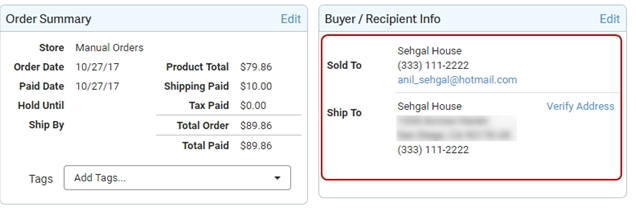 Order Summary Edit
Store Manual Orders
Order Date 10/27/17 Product Total $79.86
Paid Date 10/27/17 Shipping Paid $10.00
Hold Until Tax Paid $0.00
Ship By Total Order $89.86
Total Paid $89.86
Tags Add Tags...
Buyer / Recipient Info Edit
Sold To Sehgal House
(333) 111-2222
anil_sehgal@hotmail.com
Ship To Sehgal House Verify Address
(333) 111-2222